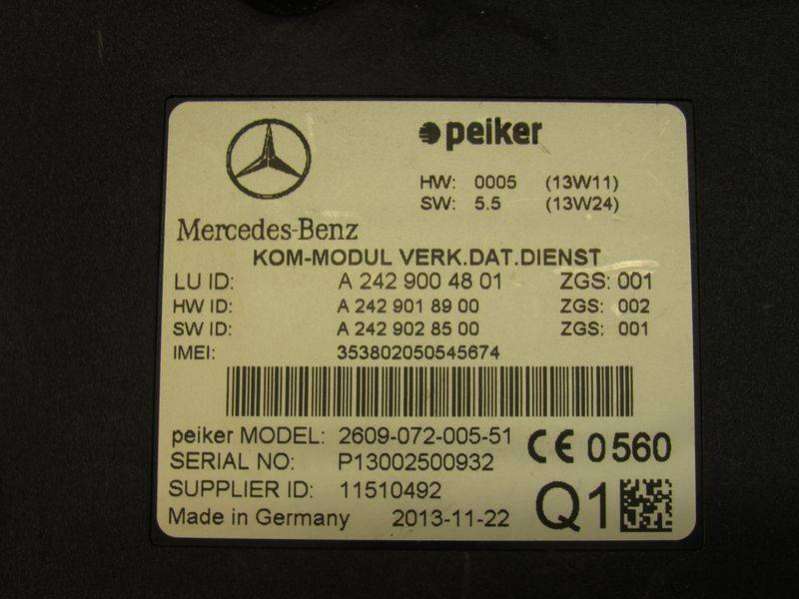 peiker
HW: 0005 (13W11)
SW: 5.5 (13W24)
Mercedes-Benz
KOM-MODUL VERK.DAT.DIENST
LU ID: A 242 900 48 01 ZGS: 001
HW ID: A 242 901 89 00 ZGS: 002
SW ID: A 242 902 85 00 ZGS: 001
IMEI: 353802050545674
peiker MODEL: 2609-072-005-51
CE 0560
SERIAL NO: P13002500932
SUPPLIER ID: 11510492
Q1
Made in Germany 2013-11-22